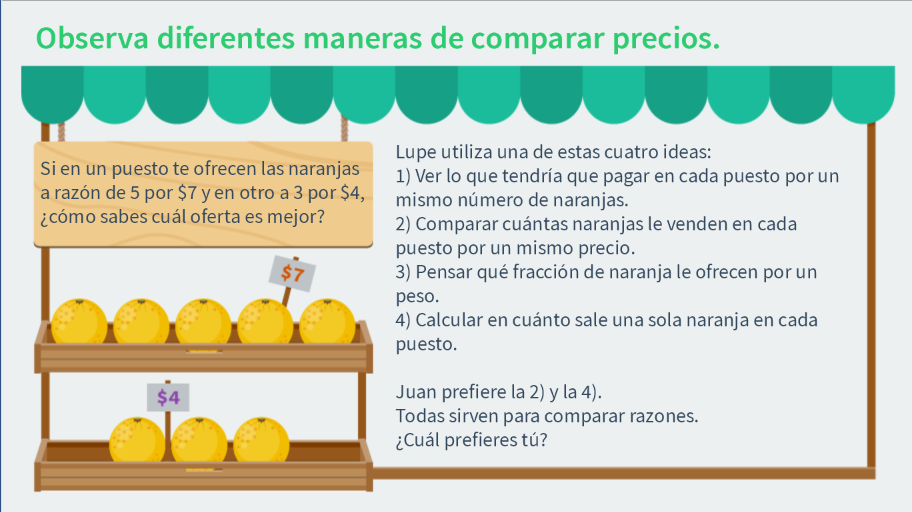 Observa diferentes maneras de comparar precios.
Si en un puesto te ofrecen las naranjas
a razón de 5 por $7 y en otro a 3 por $4,
¿cómo sabes cuál oferta es mejor?
$7
$4
Lupe utiliza una de estas cuatro ideas:
1) Ver lo que tendría que pagar en cada puesto por un
mismo número de naranjas.
2) Comparar cuántas naranjas le venden en cada
puesto por un mismo precio.
3) Pensar qué fracción de naranja le ofrecen por un
peso.
4) Calcular en cuánto sale una sola naranja en cada
puesto.
Juan prefiere la 2) y la 4).
Todas sirven para comparar razones.
¿Cuál prefieres tú?